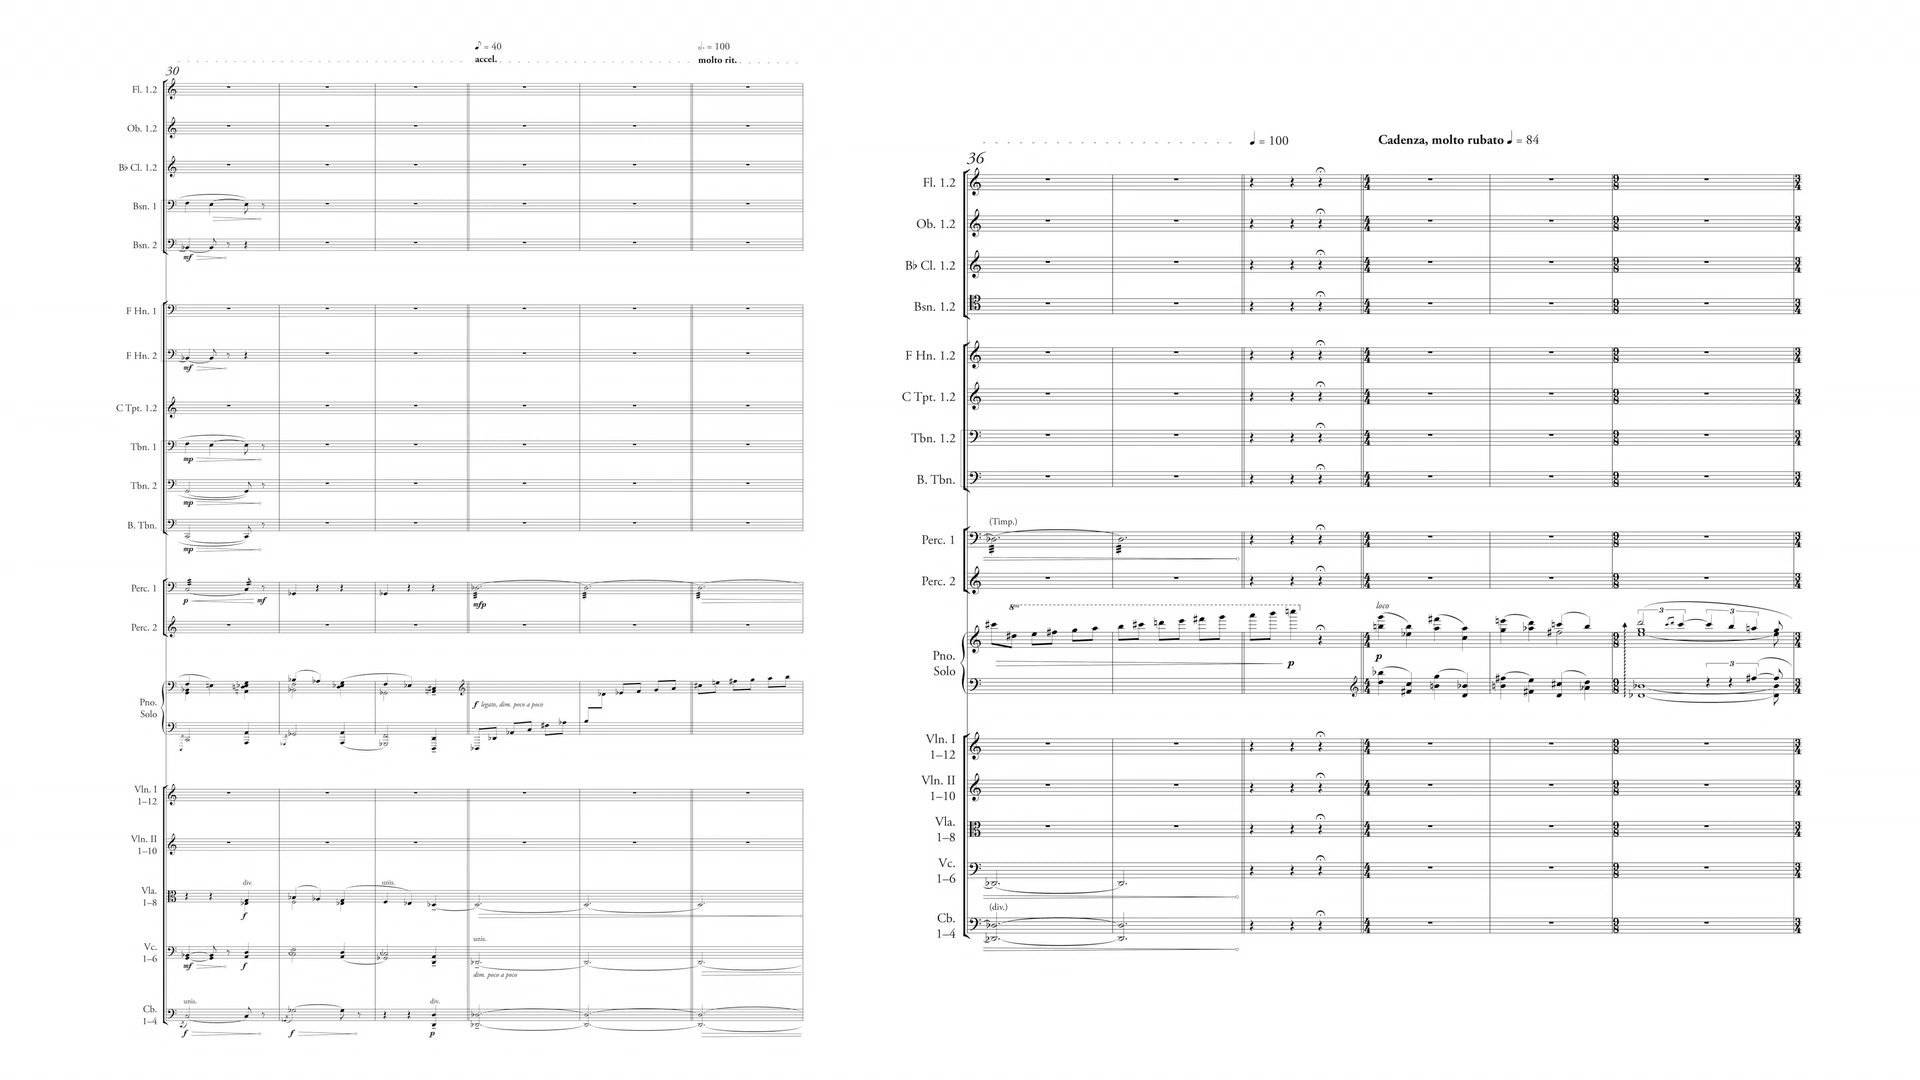 ♪ = 40
𝅗𝅥. = 100
accel.
molto rit.
30
Fl. 1.2
Ob. 1.2
B♭ Cl. 1.2
Bsn. 1
Bsn. 2
mf
F Hn. 1
F Hn. 2
mf
C Tpt. 1.2
Tbn. 1
mp
Tbn. 2
mp
B. Tbn.
mp
Perc. 1
p mf mfp
Perc. 2
Pno.
Solo
f legato, dim. poco a poco
Vln. I
1–12
Vln. II
1–10
div. unis.
Vla.
1–8
f
unis.
Vc.
1–6
mf f
dim. poco a poco
unis. div.
Cb.
1–4
f f p
♩ = 100
Cadenza, molto rubato ♩ = 84
36
Fl. 1.2
Ob. 1.2
B♭ Cl. 1.2
Bsn. 1.2
F Hn. 1.2
C Tpt. 1.2
Tbn. 1.2
B. Tbn.
(Timp.)
Perc. 1
Perc. 2
8va loco
3 3
Pno.
Solo
p p
3
Vln. I
1–12
Vln. II
1–10
Vla.
1–8
Vc.
1–6
(div.)
Cb.
1–4